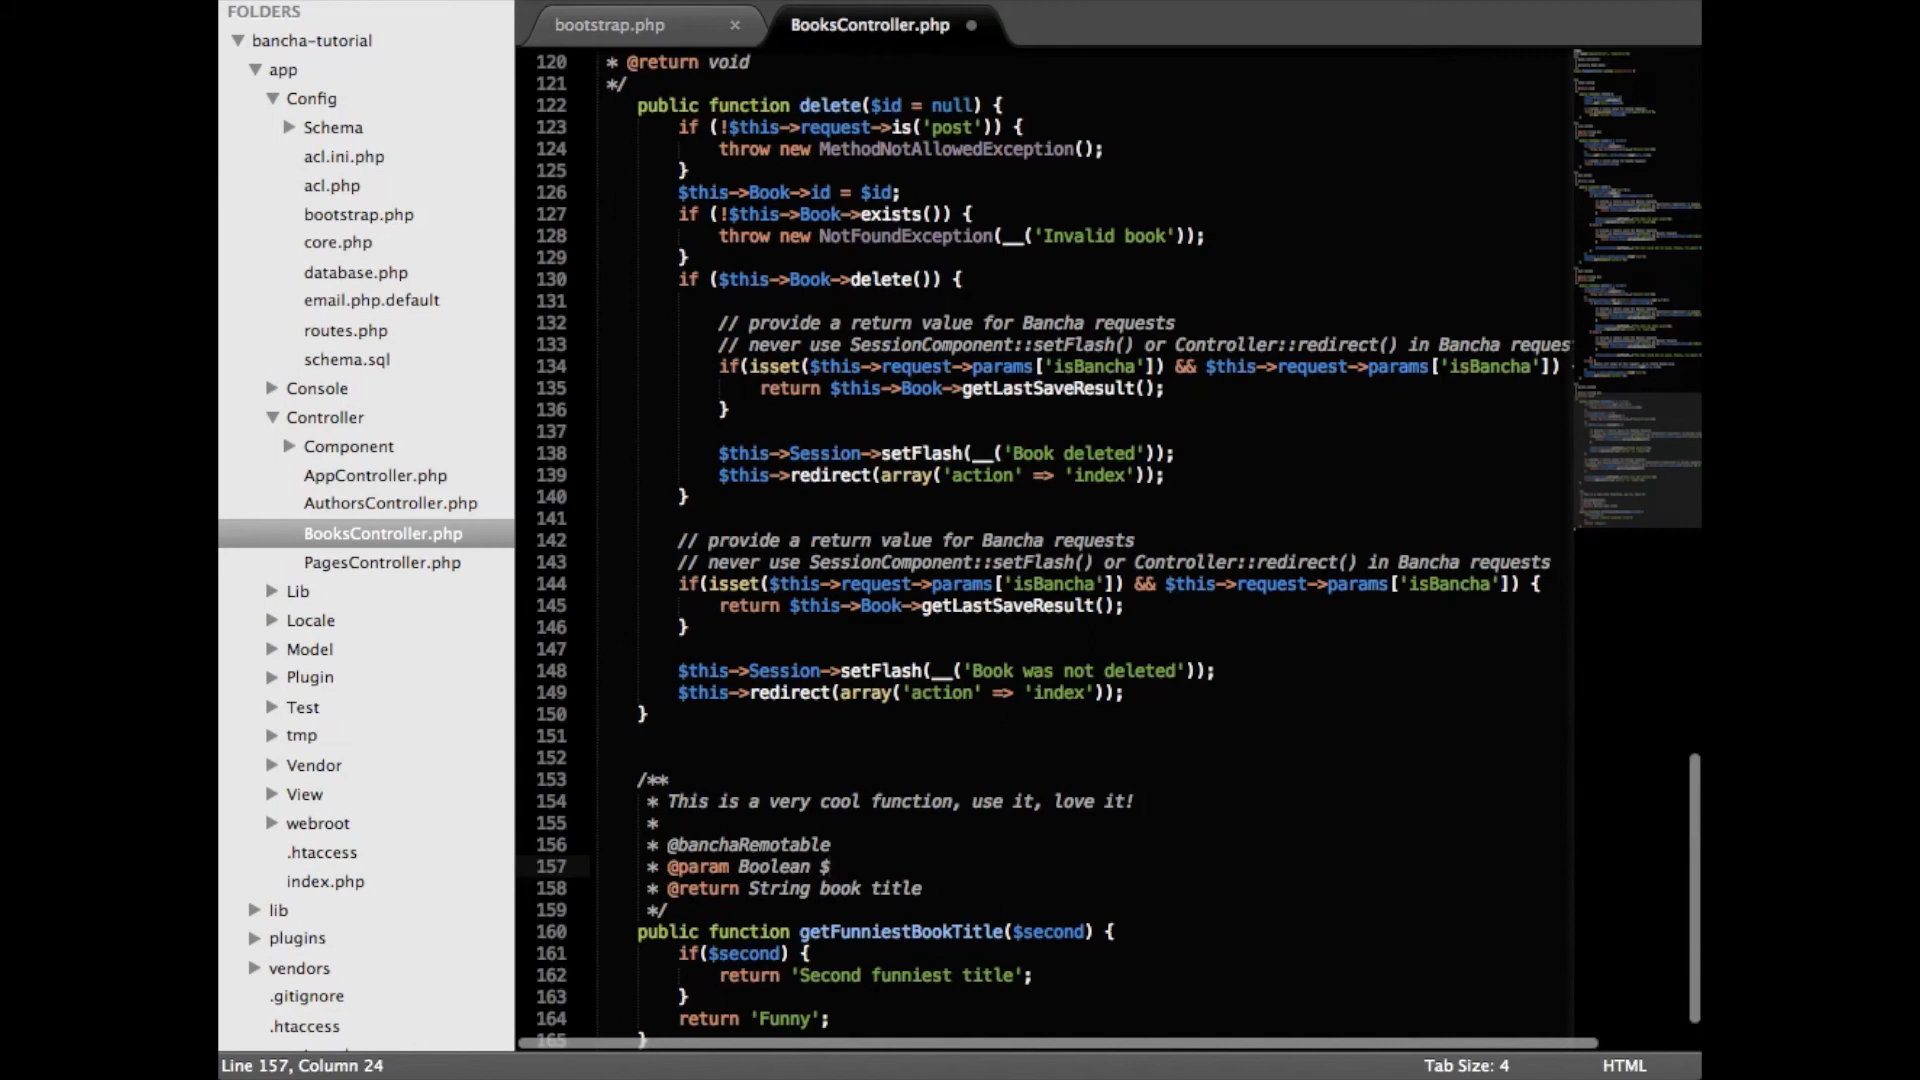 FOLDERS
bancha-tutorial
app
Config
Schema
acl.ini.php
acl.php
bootstrap.php
core.php
database.php
email.php.default
routes.php
schema.sql
Console
Controller
Component
AppController.php
AuthorsController.php
BooksController.php
PagesController.php
Lib
Locale
Model
Plugin
Test
tmp
Vendor
View
webroot
.htaccess
index.php
lib
plugins
vendors
.gitignore
.htaccess
bootstrap.php × BooksController.php
120 * @return void
121 */
122 public function delete($id = null) {
123 if (!$this->request->is('post')) {
124 throw new MethodNotAllowedException();
125 }
126 $this->Book->id = $id;
127 if (!$this->Book->exists()) {
128 throw new NotFoundException(__('Invalid book'));
129 }
130 if ($this->Book->delete()) {
131
132 // provide a return value for Bancha requests
133 // never use SessionComponent::setFlash() or Controller::redirect() in Bancha reques
134 if(isset($this->request->params['isBancha']) && $this->request->params['isBancha'])
135 return $this->Book->getLastSaveResult();
136 }
137
138 $this->Session->setFlash(__('Book deleted'));
139 $this->redirect(array('action' => 'index'));
140 }
141
142 // provide a return value for Bancha requests
143 // never use SessionComponent::setFlash() or Controller::redirect() in Bancha requests
144 if(isset($this->request->params['isBancha']) && $this->request->params['isBancha']) {
145 return $this->Book->getLastSaveResult();
146 }
147
148 $this->Session->setFlash(__('Book was not deleted'));
149 $this->redirect(array('action' => 'index'));
150 }
151
152
153 /**
154 * This is a very cool function, use it, love it!
155 *
156 * @banchaRemotable
157 * @param Boolean $
158 * @return String book title
159 */
160 public function getFunniestBookTitle($second) {
161 if($second) {
162 return 'Second funniest title';
163 }
164 return 'Funny';
165 }
Line 157, Column 24
Tab Size: 4
HTML